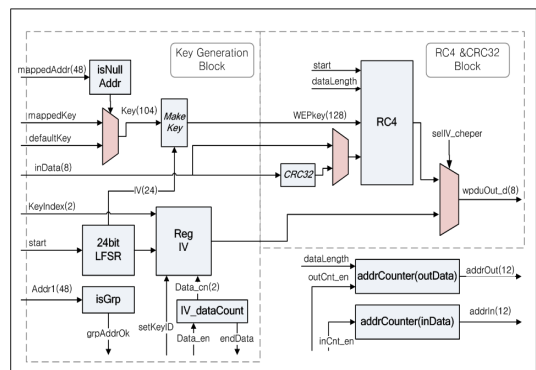 Key Generation
Block
RC4 &CRC32
Block
mappedAddr(48)
isNull
Addr
start
dataLength
mappedKey
Key(104)
Make
Key
WEPkey(128)
RC4
defaultKey
selIV_cheper
inData(8)
CRC32
IV(24)
wpduOut_d(8)
KeyIndex(2)
Reg
IV
start
24bit
LFSR
dataLength
outCnt_en
addrCounter(outData)
addrOut(12)
Addr1(48)
isGrp
Data_cn(2)
setKeyID
IV_dataCount
addrCounter(inData)
addrIn(12)
grpAddrOk
Data_en
endData
inCnt_en